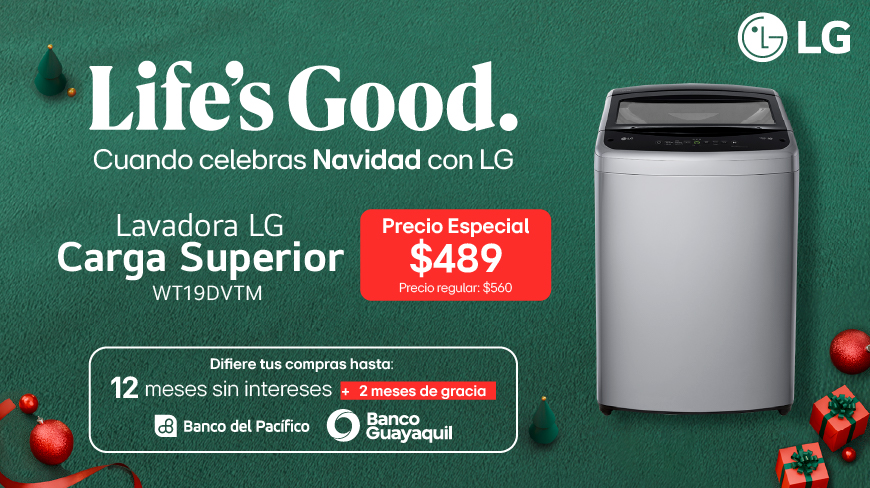 LG
Life's Good.
Cuando celebras Navidad con LG
Lavadora LG
Carga Superior
WT19DVTM
Precio Especial
$489
Precio regular: $560
Difiere tus compras hasta:
12 meses sin intereses + 2 meses de gracia
Banco del Pacífico
Banco
Guayaquil